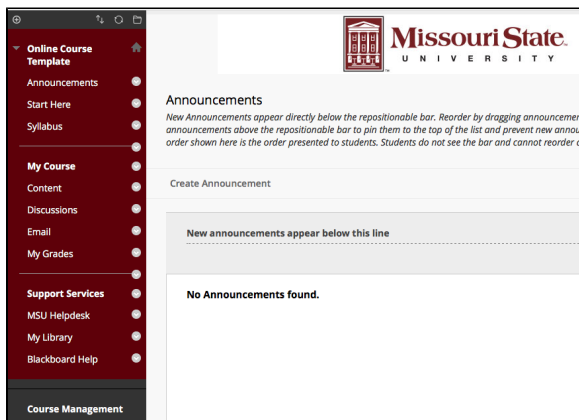 Online Course
Template
Announcements
Start Here
Syllabus
My Course
Content
Discussions
Email
My Grades
Support Services
MSU Helpdesk
My Library
Blackboard Help
Course Management
Missouri State
UNIVERSITY
Announcements
New Announcements appear directly below the repositionable bar. Reorder by dragging
announcements above the repositionable bar to pin them to the top of the list and prevent new
order shown here is the order presented to students. Students do not see the bar and cannot reorder
Create Announcement
New announcements appear below this line
No Announcements found.